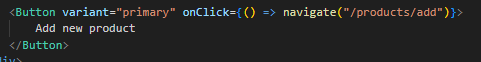 <Button variant="primary" onClick={() => navigate("/products/add")}>
Add new product
</Button>